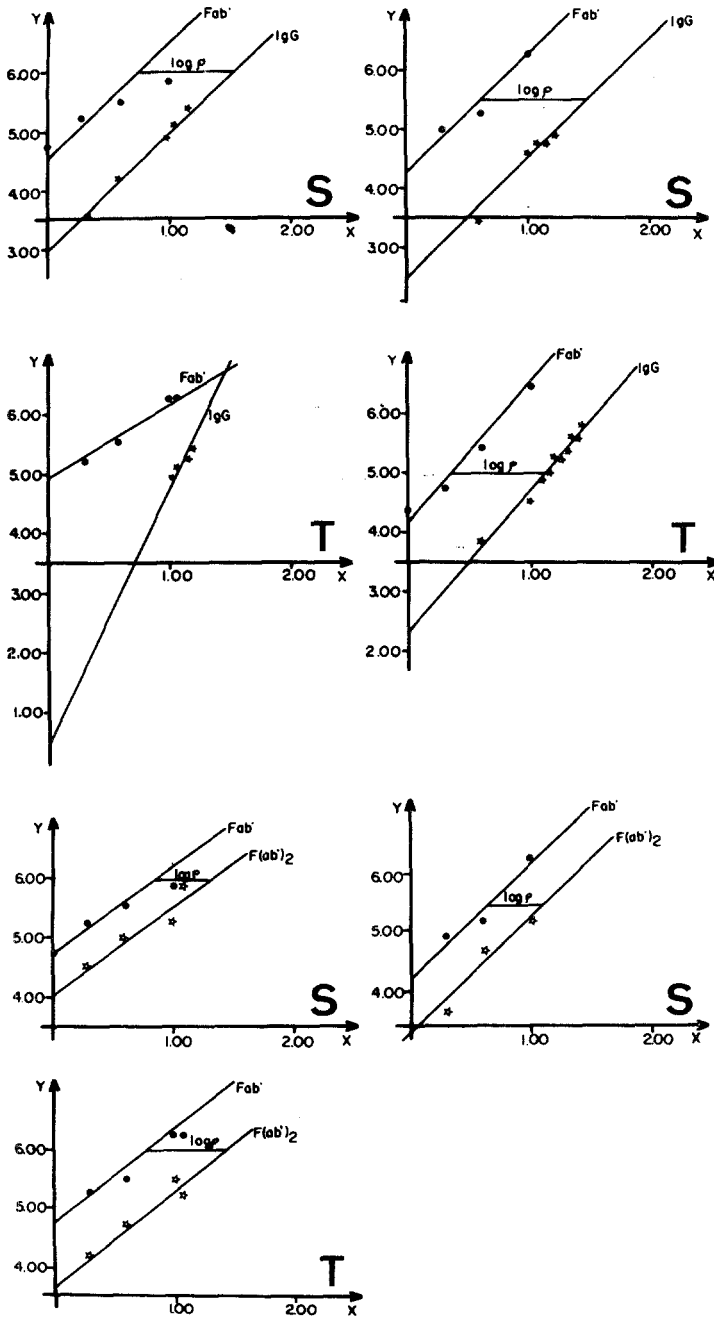 Y
Fab'
IgG
6.00
log ρ
5.00
4.00
S
3.00
1.00
2.00
X
Y
Fab'
IgG
6.00
log ρ
5.00
4.00
S
3.00
1.00
2.00
X
Y
Fab'
6.00
IgG
5.00
4.00
T
1.00
2.00
X
3.00
2.00
1.00
Y
Fab'
IgG
6.00
5.00
log ρ
4.00
T
1.00
2.00
X
3.00
2.00
Y
Fab'
F(ab')2
6.00
log ρ
5.00
4.00
S
1.00
2.00
X
Y
Fab'
F(ab')2
6.00
log ρ
5.00
4.00
S
1.00
2.00
X
Y
Fab'
F(ab')2
6.00
log ρ
5.00
4.00
T
1.00
2.00
X